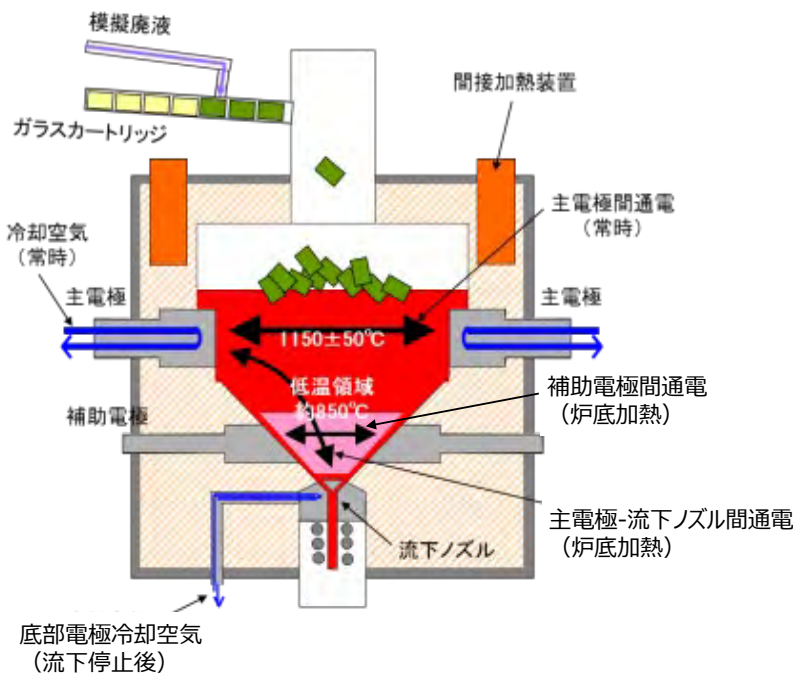 模擬廃液
間接加熱装置
ガラスカートリッジ
主電極間通電
（常時）
冷却空気
（常時）
主電極
主電極
1150±50℃
低温領域
約850℃
補助電極間通電
（炉底加熱）
補助電極
主電極-流下ノズル間通電
（炉底加熱）
流下ノズル
底部電極冷却空気
（流下停止後）